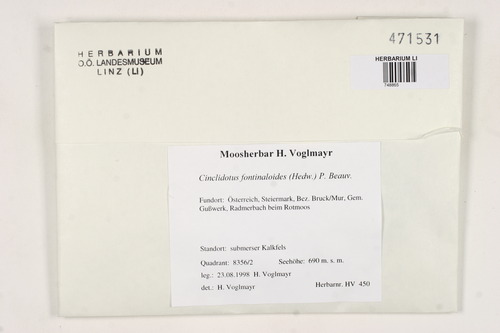 HERBARIUM
O.Ö. LANDESMUSEUM
LINZ (LI)
471531
HERBARIUM LI
Moosherbar H. Voglmayr
Cinclidotus fontinaloides (Hedw.) P. Beauv.
Fundort: Österreich, Steiermark, Bez. Bruck/Mur, Gem.
Gußwerk, Radmerbach beim Rotmoos
Standort: submerser Kalkfels
Quadrant: 8356/2 Seehöhe: 690 m. s. m.
leg.: 23.08.1998 H. Voglmayr
det.: H. Voglmayr Herbarnr. HV 450